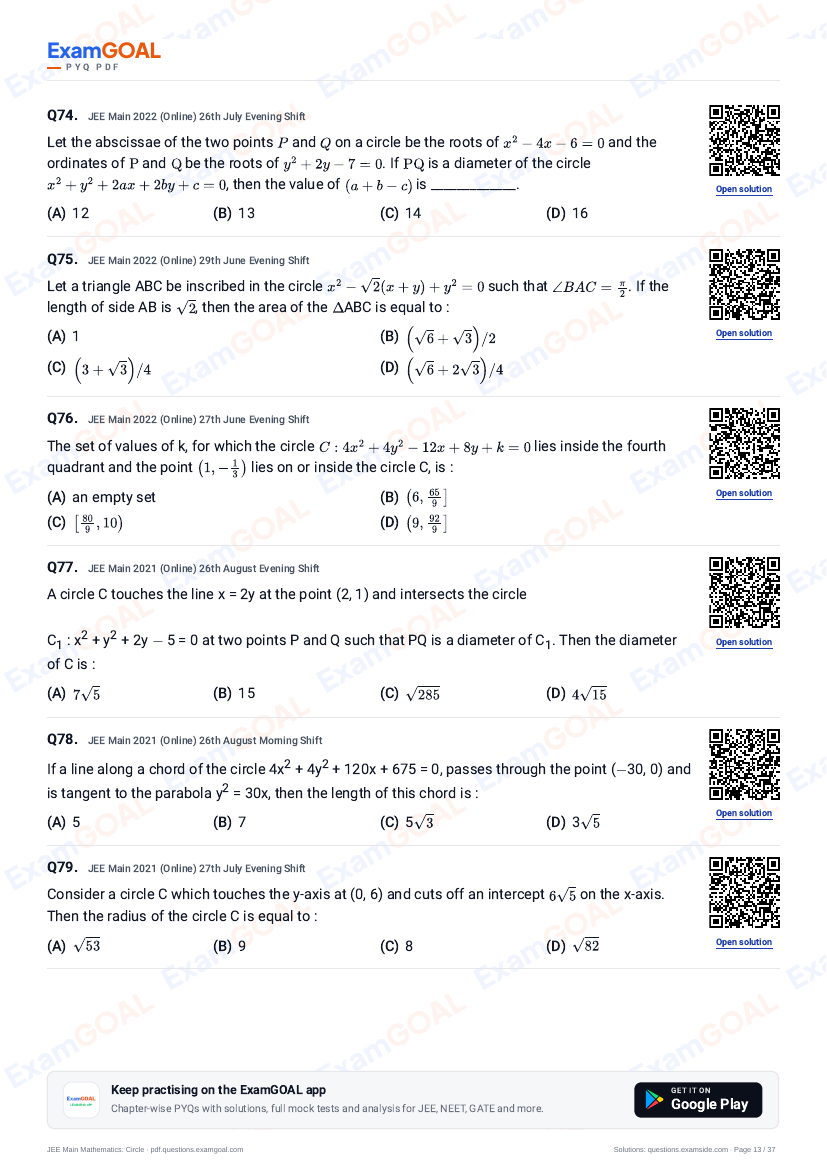 ExamGOAL
PYQ PDF
Q74. JEE Main 2022 (Online) 26th July Evening Shift
Let the abscissae of the two points P and Q on a circle be the roots of x² − 4x − 6 = 0 and the
ordinates of P and Q be the roots of y² + 2y − 7 = 0. If PQ is a diameter of the circle
x² + y² + 2ax + 2by + c = 0, then the value of (a + b − c) is ____________.
(A) 12 (B) 13 (C) 14 (D) 16
Open solution
Q75. JEE Main 2022 (Online) 29th June Evening Shift
Let a triangle ABC be inscribed in the circle x² − √2(x + y) + y² = 0 such that ∠BAC = π/2. If the
length of side AB is √2, then the area of the ΔABC is equal to :
(A) 1 (B) (√6 + √3)/2
(C) (3 + √3)/4 (D) (√6 + 2√3)/4
Open solution
Q76. JEE Main 2022 (Online) 27th June Evening Shift
The set of values of k, for which the circle C : 4x² + 4y² − 12x + 8y + k = 0 lies inside the fourth
quadrant and the point (1, −1/3) lies on or inside the circle C, is :
(A) an empty set (B) (6, 65/9]
(C) [80/9, 10) (D) (9, 92/9]
Open solution
Q77. JEE Main 2021 (Online) 26th August Evening Shift
A circle C touches the line x = 2y at the point (2, 1) and intersects the circle
C₁ : x² + y² + 2y − 5 = 0 at two points P and Q such that PQ is a diameter of C₁. Then the diameter
of C is :
(A) 7√5 (B) 15 (C) √285 (D) 4√15
Open solution
Q78. JEE Main 2021 (Online) 26th August Morning Shift
If a line along a chord of the circle 4x² + 4y² + 120x + 675 = 0, passes through the point (−30, 0) and
is tangent to the parabola y² = 30x, then the length of this chord is :
(A) 5 (B) 7 (C) 5√3 (D) 3√5
Open solution
Q79. JEE Main 2021 (Online) 27th July Evening Shift
Consider a circle C which touches the y-axis at (0, 6) and cuts off an intercept 6√5 on the x-axis.
Then the radius of the circle C is equal to :
(A) √53 (B) 9 (C) 8 (D) √82
Open solution
ExamGOAL
Keep practising on the ExamGOAL app
Chapter-wise PYQs with solutions, full mock tests and analysis for JEE, NEET, GATE and more.
GET IT ON
Google Play
JEE Main Mathematics: Circle · pdf.questions.examgoal.com
Solutions: questions.examside.com · Page 13 / 37